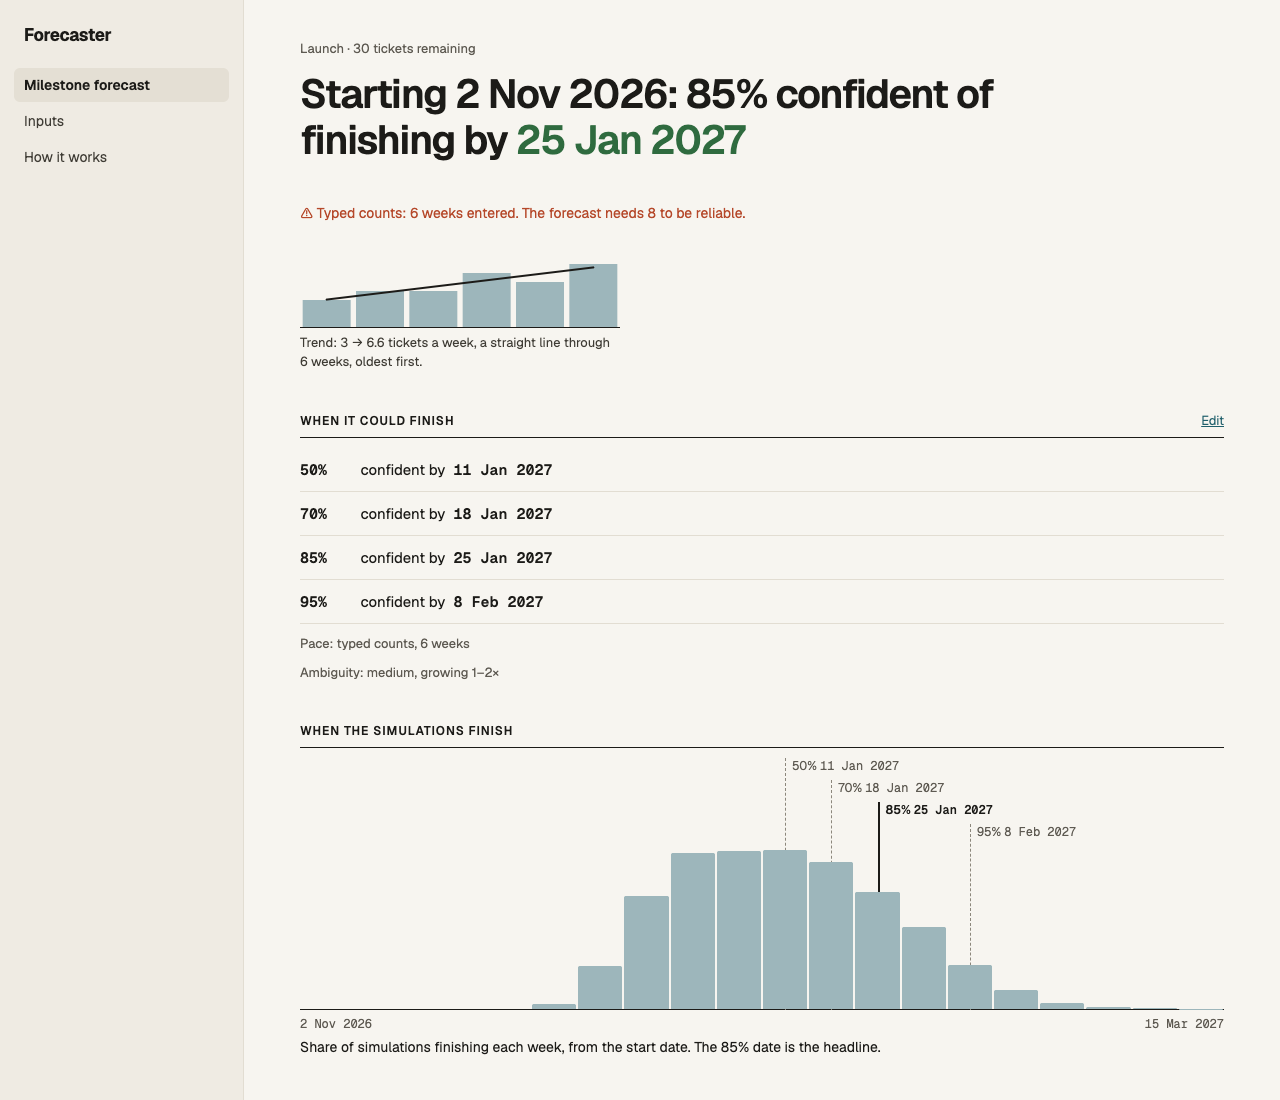 Forecaster
Milestone forecast
Inputs
How it works
Launch · 30 tickets remaining
Starting 2 Nov 2026: 85% confident of
finishing by 25 Jan 2027
⚠ Typed counts: 6 weeks entered. The forecast needs 8 to be reliable.
Trend: 3 → 6.6 tickets a week, a straight line through
6 weeks, oldest first.
WHEN IT COULD FINISH
Edit
50% confident by 11 Jan 2027
70% confident by 18 Jan 2027
85% confident by 25 Jan 2027
95% confident by 8 Feb 2027
Pace: typed counts, 6 weeks
Ambiguity: medium, growing 1–2×
WHEN THE SIMULATIONS FINISH
50% 11 Jan 2027
70% 18 Jan 2027
85% 25 Jan 2027
95% 8 Feb 2027
2 Nov 2026
15 Mar 2027
Share of simulations finishing each week, from the start date. The 85% date is the headline.